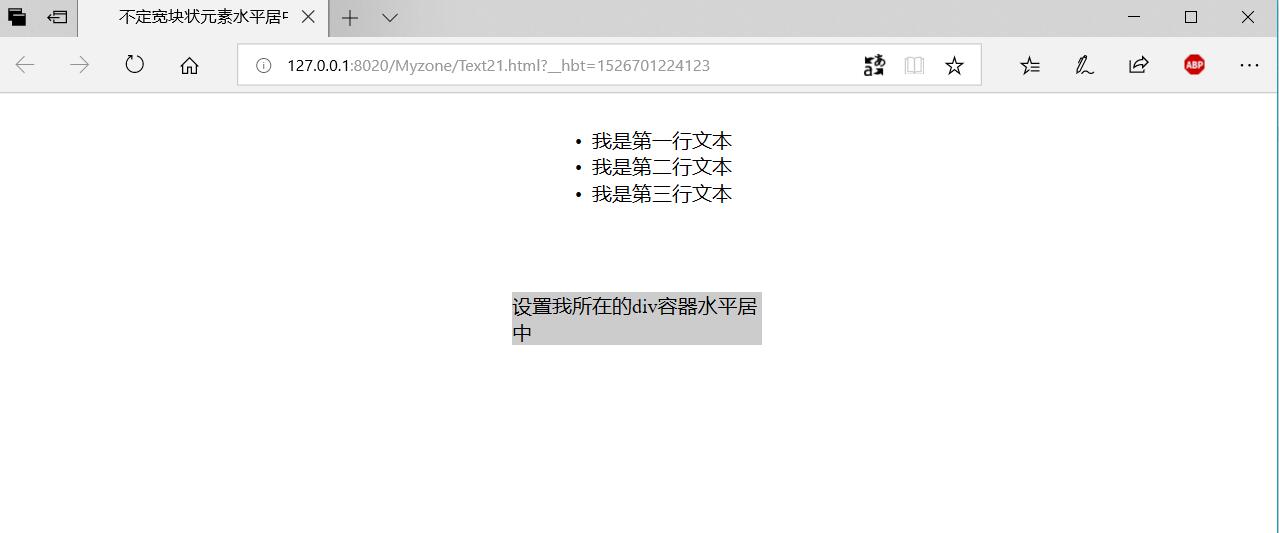 不定宽块状元素水平居
127.0.0.1:8020/Myzone/Text21.html?__hbt=1526701224123
あ
a
ABP
• 我是第一行文本
• 我是第二行文本
• 我是第三行文本
设置我所在的div容器水平居
中